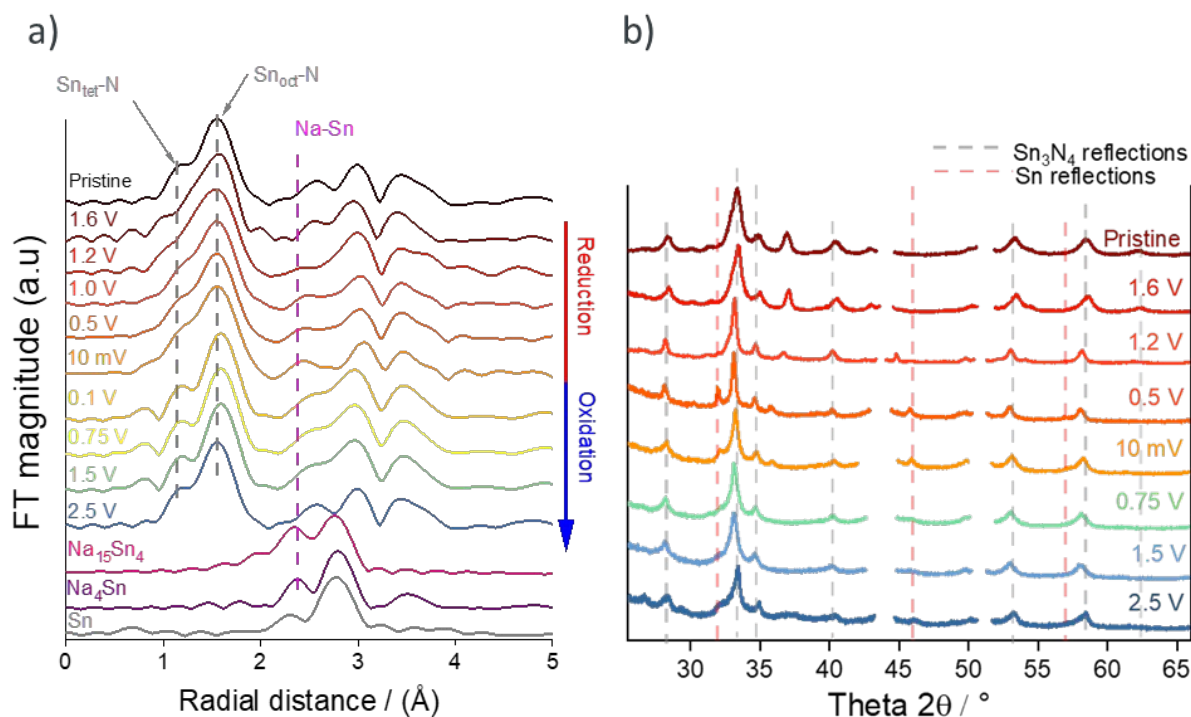 a)
Sn_tet-N
Sn_oct-N
Na-Sn
Pristine
1.6 V
1.2 V
1.0 V
0.5 V
10 mV
0.1 V
0.75 V
1.5 V
2.5 V
Na₁₅Sn₄
Na₄Sn
Sn
Reduction
Oxidation
FT magnitude (a.u)
0 1 2 3 4 5
Radial distance / (Å)
b)
Sn₃N₄ reflections
Sn reflections
Pristine
1.6 V
1.2 V
0.5 V
10 mV
0.75 V
1.5 V
2.5 V
30 35 40 45 50 55 60 65
Theta 2θ / °